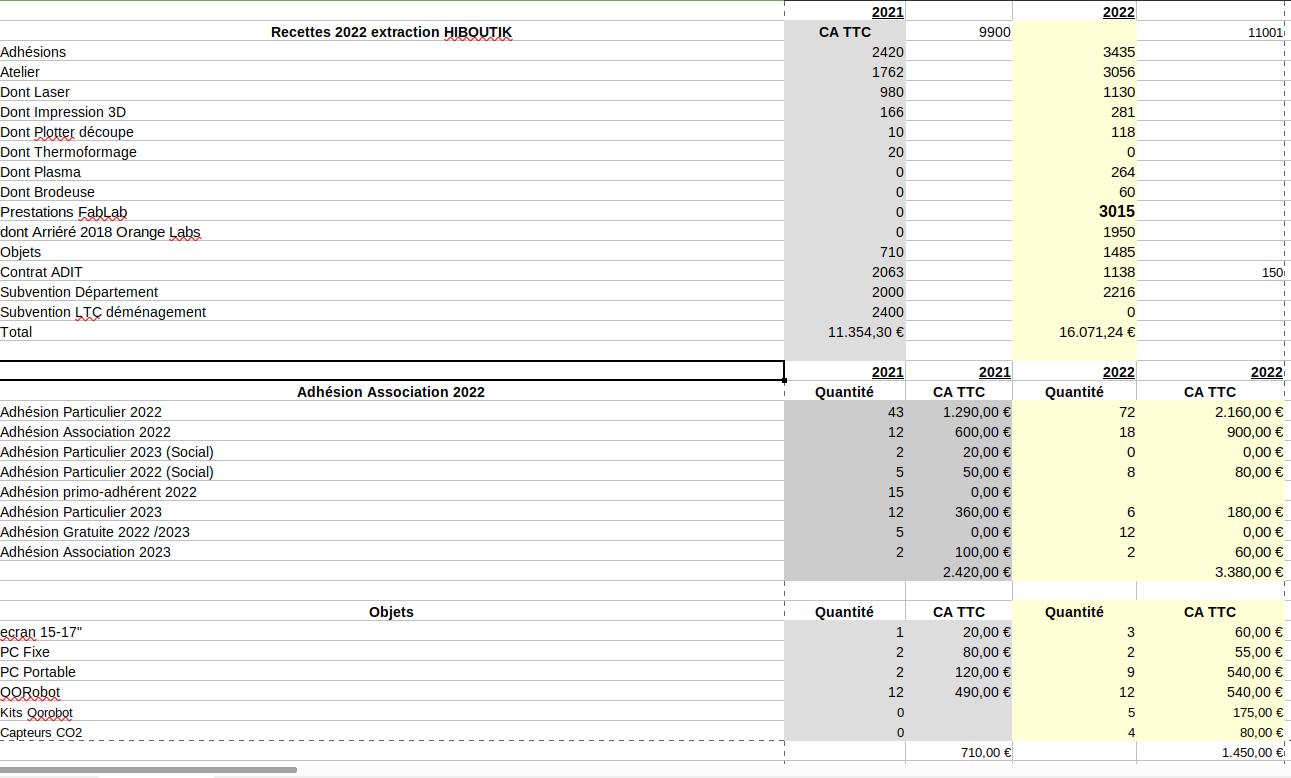 2021 2022
Recettes 2022 extraction HIBOUTIK CA TTC 9900 11001
Adhésions 2420 3435
Atelier 1762 3056
Dont Laser 980 1130
Dont Impression 3D 166 281
Dont Plotter découpe 10 118
Dont Thermoformage 20 0
Dont Plasma 0 264
Dont Brodeuse 0 60
Prestations FabLab 0 3015
dont Arriéré 2018 Orange Labs 0 1950
Objets 710 1485
Contrat ADIT 2063 1138 150
Subvention Département 2000 2216
Subvention LTC déménagement 2400 0
Total 11.354,30 € 16.071,24 €
2021 2021 2022 2022
Adhésion Association 2022 Quantité CA TTC Quantité CA TTC
Adhésion Particulier 2022 43 1.290,00 € 72 2.160,00 €
Adhésion Association 2022 12 600,00 € 18 900,00 €
Adhésion Particulier 2023 (Social) 2 20,00 € 0 0,00 €
Adhésion Particulier 2022 (Social) 5 50,00 € 8 80,00 €
Adhésion primo-adhérent 2022 15 0,00 €
Adhésion Particulier 2023 12 360,00 € 6 180,00 €
Adhésion Gratuite 2022 /2023 5 0,00 € 12 0,00 €
Adhésion Association 2023 2 100,00 € 2 60,00 €
2.420,00 € 3.380,00 €
Objets Quantité CA TTC Quantité CA TTC
ecran 15-17" 1 20,00 € 3 60,00 €
PC Fixe 2 80,00 € 2 55,00 €
PC Portable 2 120,00 € 9 540,00 €
QORobot 12 490,00 € 12 540,00 €
Kits Qorobot 0 5 175,00 €
Capteurs CO2 0 4 80,00 €
710,00 € 1.450,00 €